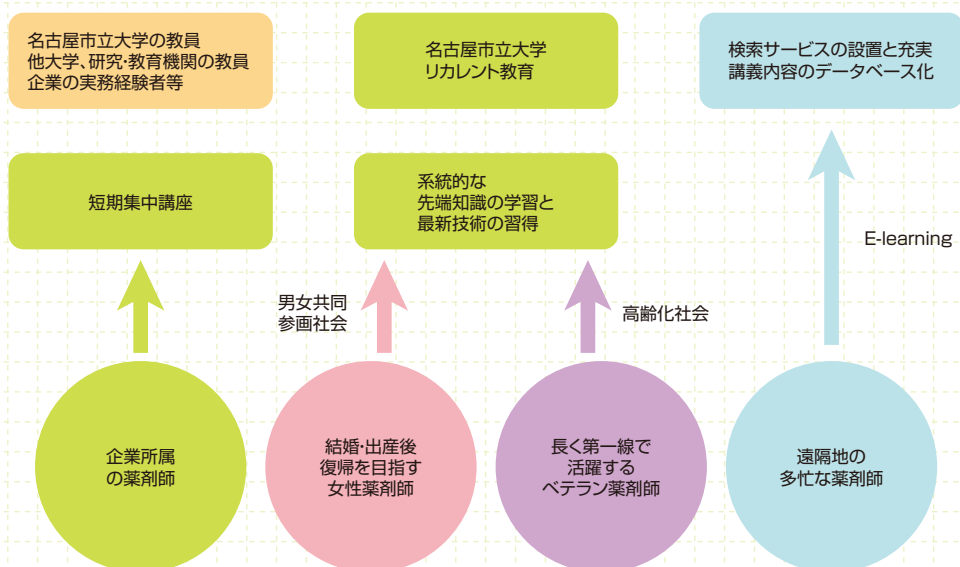 名古屋市立大学の教員
他大学、研究・教育機関の教員
企業の実務経験者等
名古屋市立大学
リカレント教育
検索サービスの設置と充実
講義内容のデータベース化
短期集中講座
系統的な
先端知識の学習と
最新技術の習得
E-learning
男女共同
参画社会
高齢化社会
企業所属
の薬剤師
結婚・出産後
復帰を目指す
女性薬剤師
長く第一線で
活躍する
ベテラン薬剤師
遠隔地の
多忙な薬剤師